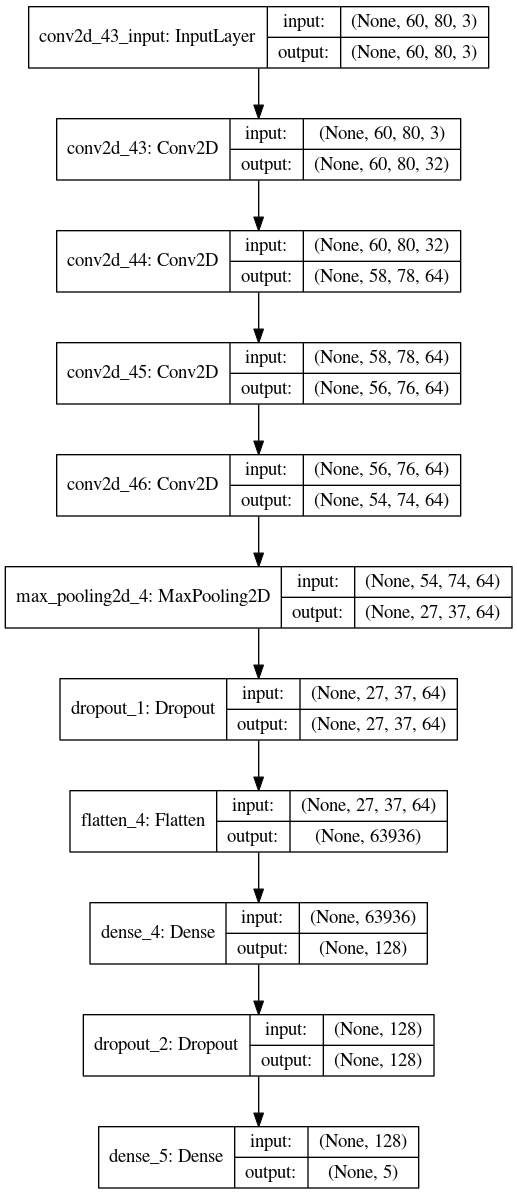 conv2d_43_input: InputLayer
input: (None, 60, 80, 3)
output: (None, 60, 80, 3)
conv2d_43: Conv2D
input: (None, 60, 80, 3)
output: (None, 60, 80, 32)
conv2d_44: Conv2D
input: (None, 60, 80, 32)
output: (None, 58, 78, 64)
conv2d_45: Conv2D
input: (None, 58, 78, 64)
output: (None, 56, 76, 64)
conv2d_46: Conv2D
input: (None, 56, 76, 64)
output: (None, 54, 74, 64)
max_pooling2d_4: MaxPooling2D
input: (None, 54, 74, 64)
output: (None, 27, 37, 64)
dropout_1: Dropout
input: (None, 27, 37, 64)
output: (None, 27, 37, 64)
flatten_4: Flatten
input: (None, 27, 37, 64)
output: (None, 63936)
dense_4: Dense
input: (None, 63936)
output: (None, 128)
dropout_2: Dropout
input: (None, 128)
output: (None, 128)
dense_5: Dense
input: (None, 128)
output: (None, 5)